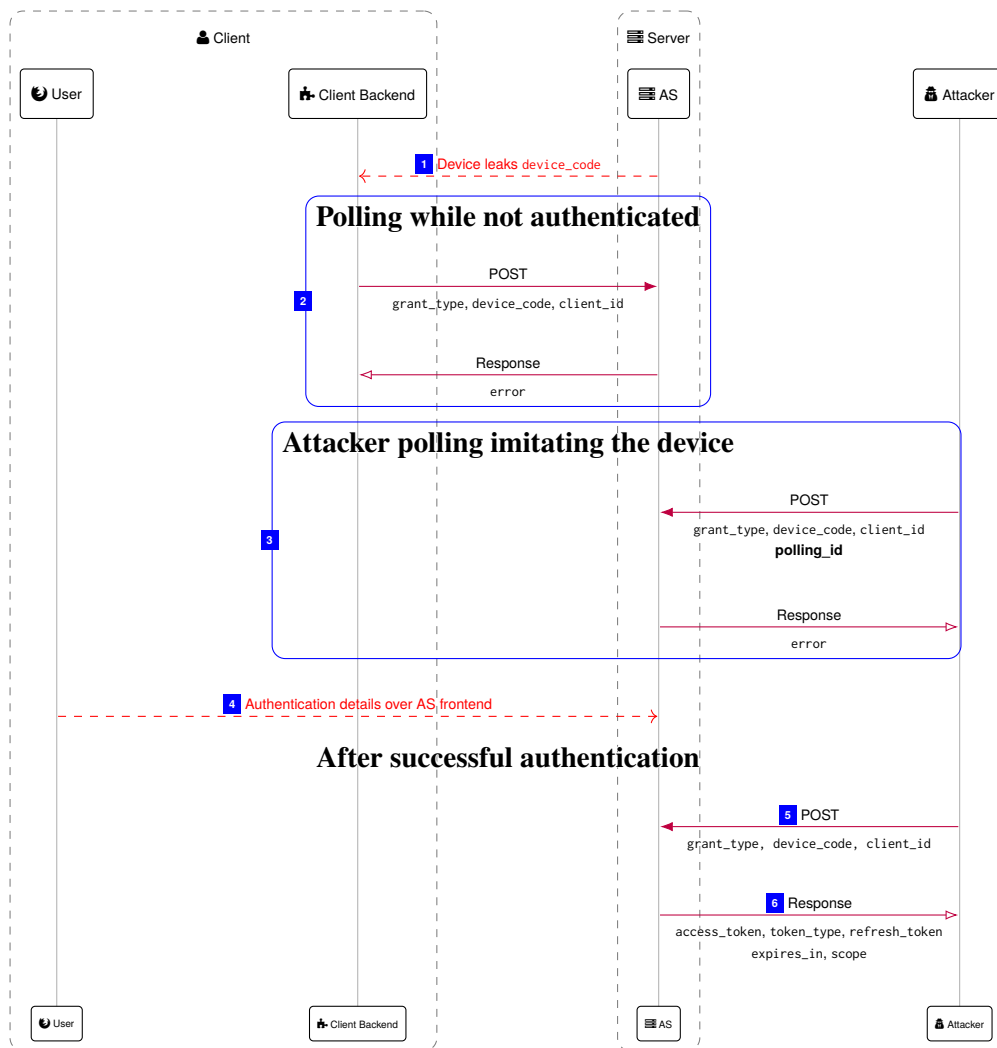 Client
Server
User
Client Backend
AS
Attacker
1 Device leaks device_code
Polling while not authenticated
POST
2
grant_type, device_code, client_id
Response
error
Attacker polling imitating the device
POST
grant_type, device_code, client_id
3
polling_id
Response
error
4 Authentication details over AS frontend
After successful authentication
5 POST
grant_type, device_code, client_id
6 Response
access_token, token_type, refresh_token
expires_in, scope
User
Client Backend
AS
Attacker